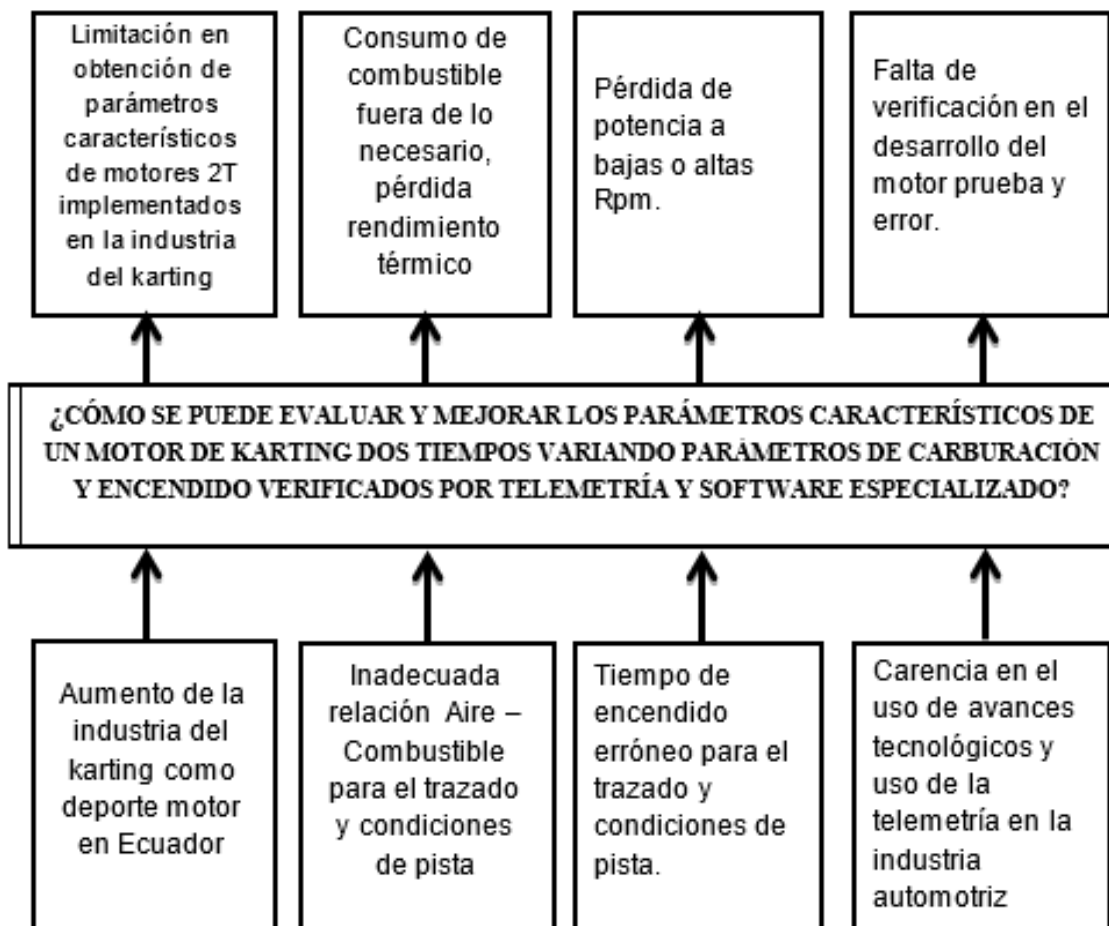 Limitación en
obtención de
parámetros
característicos
de motores 2T
implementados
en la industria
del karting
Consumo de
combustible
fuera de lo
necesario,
pérdida
rendimiento
térmico
Pérdida de
potencia a
bajas o altas
Rpm.
Falta de
verificación en el
desarrollo del
motor prueba y
error.
¿CÓMO SE PUEDE EVALUAR Y MEJORAR LOS PARÁMETROS CARACTERÍSTICOS DE
UN MOTOR DE KARTING DOS TIEMPOS VARIANDO PARÁMETROS DE CARBURACIÓN
Y ENCENDIDO VERIFICADOS POR TELEMETRÍA Y SOFTWARE ESPECIALIZADO?
Aumento de la
industria del
karting como
deporte motor
en Ecuador
Inadecuada
relación Aire –
Combustible
para el trazado
y condiciones
de pista
Tiempo de
encendido
erróneo para el
trazado y
condiciones de
pista.
Carencia en el
uso de avances
tecnológicos y
uso de la
telemetría en la
industria
automotriz